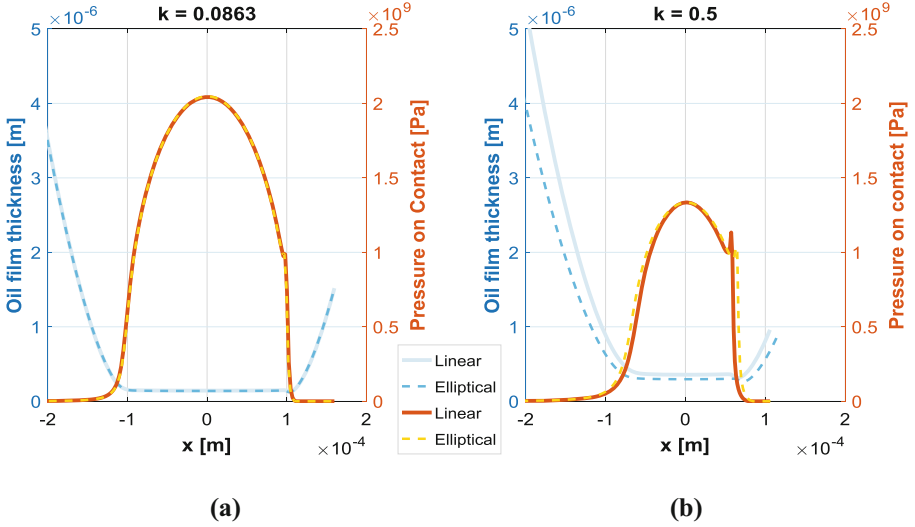 k = 0.0863
×10⁻⁶
×10⁹
5
4
3
2
1
0
2.5
2
1.5
1
0.5
0
-2
-1
0
1
2
Oil film thickness [m]
Pressure on Contact [Pa]
x [m]
×10⁻⁴
(a)
Linear
Elliptical
Linear
Elliptical
k = 0.5
×10⁻⁶
×10⁹
5
4
3
2
1
0
2.5
2
1.5
1
0.5
0
-2
-1
0
1
2
Oil film thickness [m]
Pressure on contact [Pa]
x [m]
×10⁻⁴
(b)